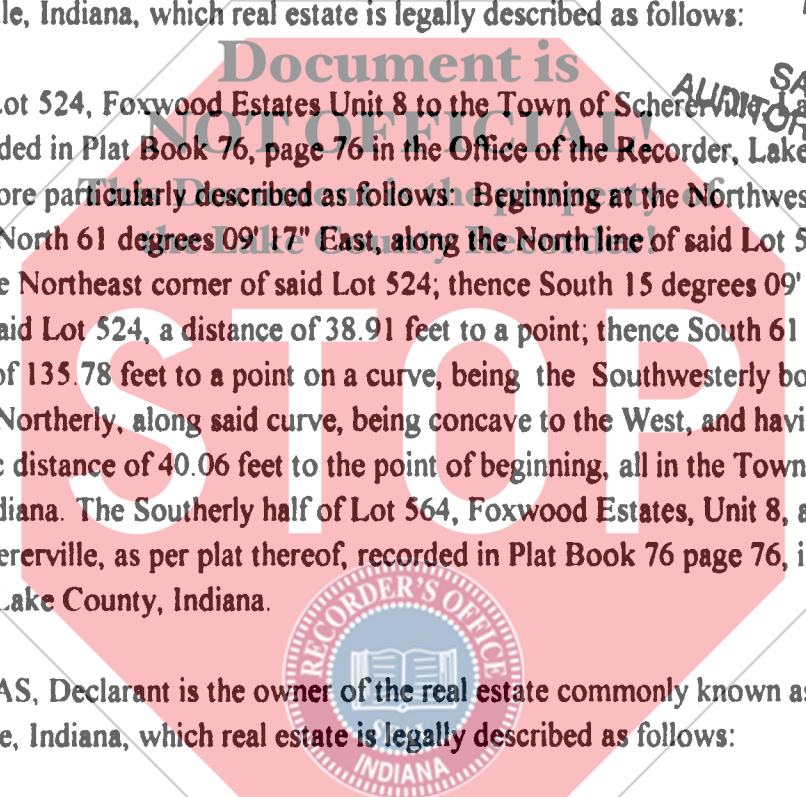 le, Indiana, which real estate is legally described as follows:
Document is
SA
AUDITOR
ot 524, Foxwood Estates Unit 8 to the Town of Schererville, La
NOT OFFICIAL!
ded in Plat Book 76, page 76 in the Office of the Recorder, Lake
This Document is the property of
ore particularly described as follows: Beginning at the Northwes
the Lake County Recorder!
North 61 degrees 09' 17" East, along the North line of said Lot 5
e Northeast corner of said Lot 524; thence South 15 degrees 09'
aid Lot 524, a distance of 38.91 feet to a point; thence South 61
of 135.78 feet to a point on a curve, being the Southwesterly bo
STOP
Northerly, along said curve, being concave to the West, and havi
c distance of 40.06 feet to the point of beginning, all in the Town
diana. The Southerly half of Lot 564, Foxwood Estates, Unit 8, a
ererville, as per plat thereof, recorded in Plat Book 76 page 76, i
Lake County, Indiana.
RECORDER'S OFFICE
AS, Declarant is the owner of the real estate commonly known as
e, Indiana, which real estate is legally described as follows:
INDIANA